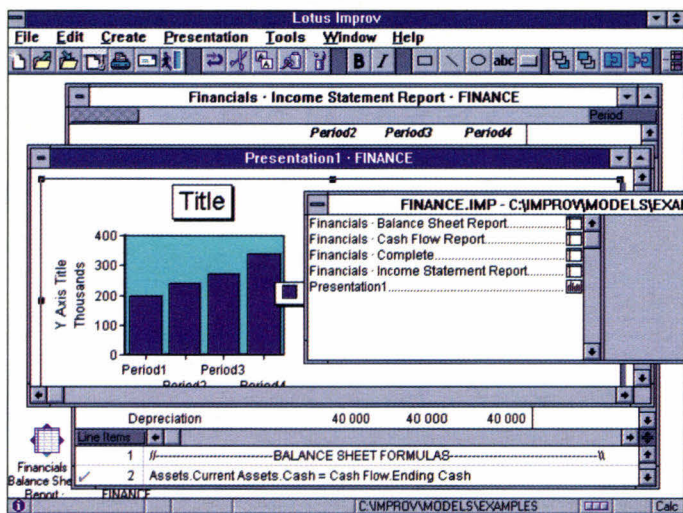 Lotus Improv
File Edit Create Presentation Tools Window Help
B I abc
Financials · Income Statement Report · FINANCE
Period
Period2 Period3 Period4
Presentation1 · FINANCE
Title
FINANCE.IMP - C:\IMPROV\MODELS\EXAM
Financials · Balance Sheet Report
Financials · Cash Flow Report
Financials · Complete
Financials · Income Statement Report
Presentation1
Y Axis Title
Thousands
400
300
200
100
0
Period1 Period3
Period2 Period4
Depreciation 40 000 40 000 40 000
Line Items
1 //-----------------------BALANCE SHEET FORMULAS-----------------------------\\
2 Assets.Current Assets.Cash = Cash Flow.Ending Cash
Financials
Balance She
Report ·
FINANCE
C:\IMPROV\MODELS\EXAMPLES Calc